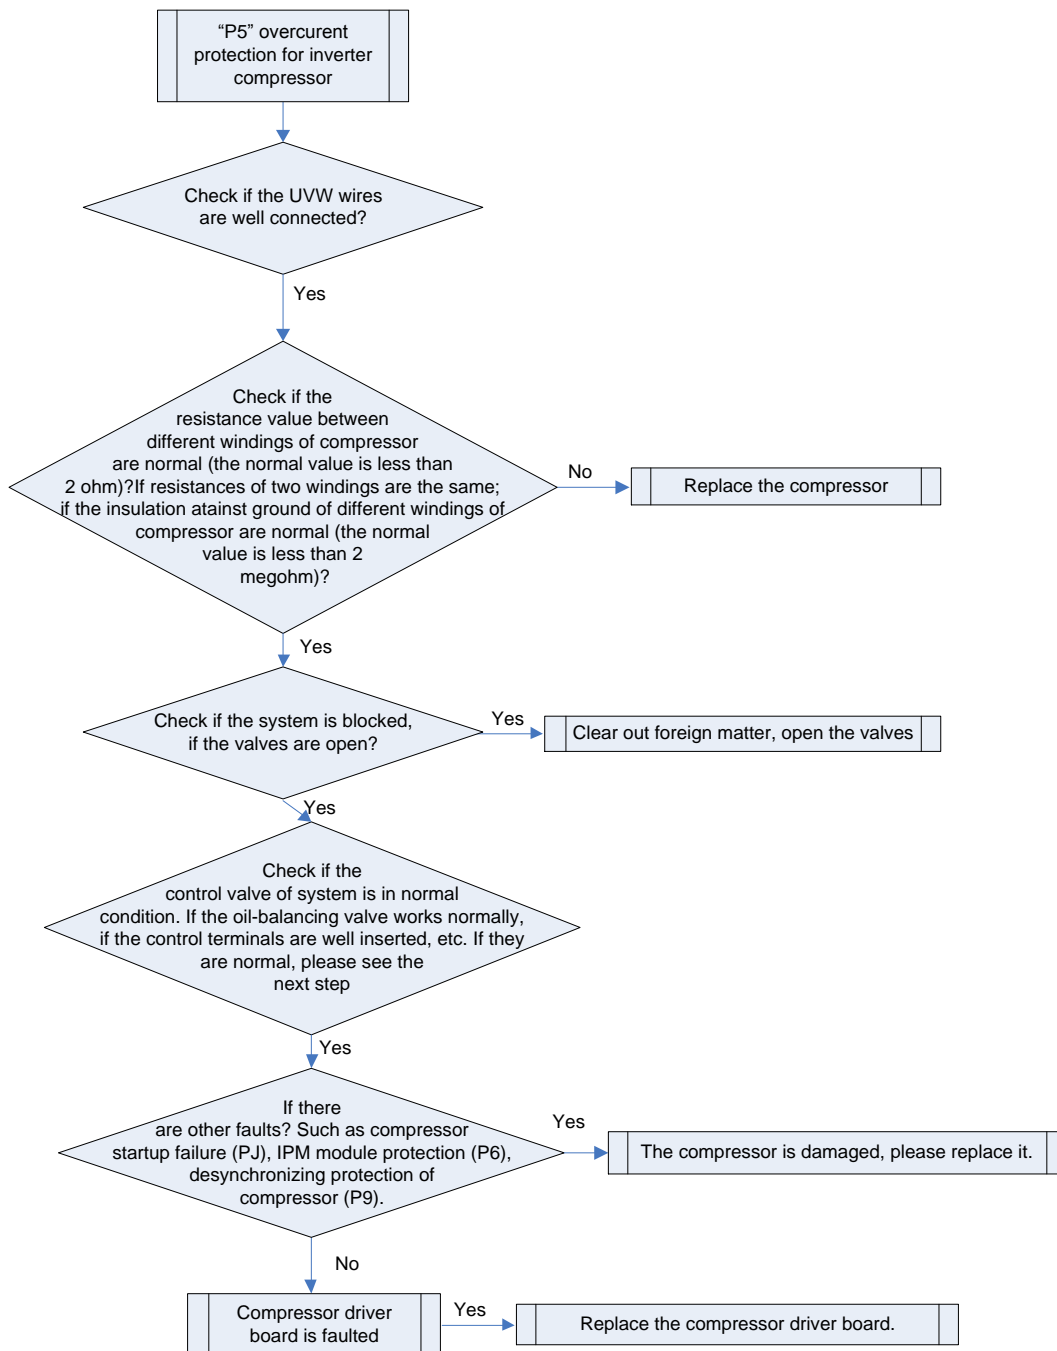 “P5” overcurent
protection for inverter
compressor
Check if the UVW wires
are well connected?
Yes
Check if the
resistance value between
different windings of compressor
are normal (the normal value is less than
2 ohm)?If resistances of two windings are the same;
if the insulation atainst ground of different windings of
compressor are normal (the normal
value is less than 2
megohm)?
No
Replace the compressor
Yes
Check if the system is blocked,
if the valves are open?
Yes
Clear out foreign matter, open the valves
Yes
Check if the
control valve of system is in normal
condition. If the oil-balancing valve works normally,
if the control terminals are well inserted, etc. If they
are normal, please see the
next step
Yes
If there
are other faults? Such as compressor
startup failure (PJ), IPM module protection (P6),
desynchronizing protection of
compressor (P9).
Yes
The compressor is damaged, please replace it.
No
Compressor driver
board is faulted
Yes
Replace the compressor driver board.